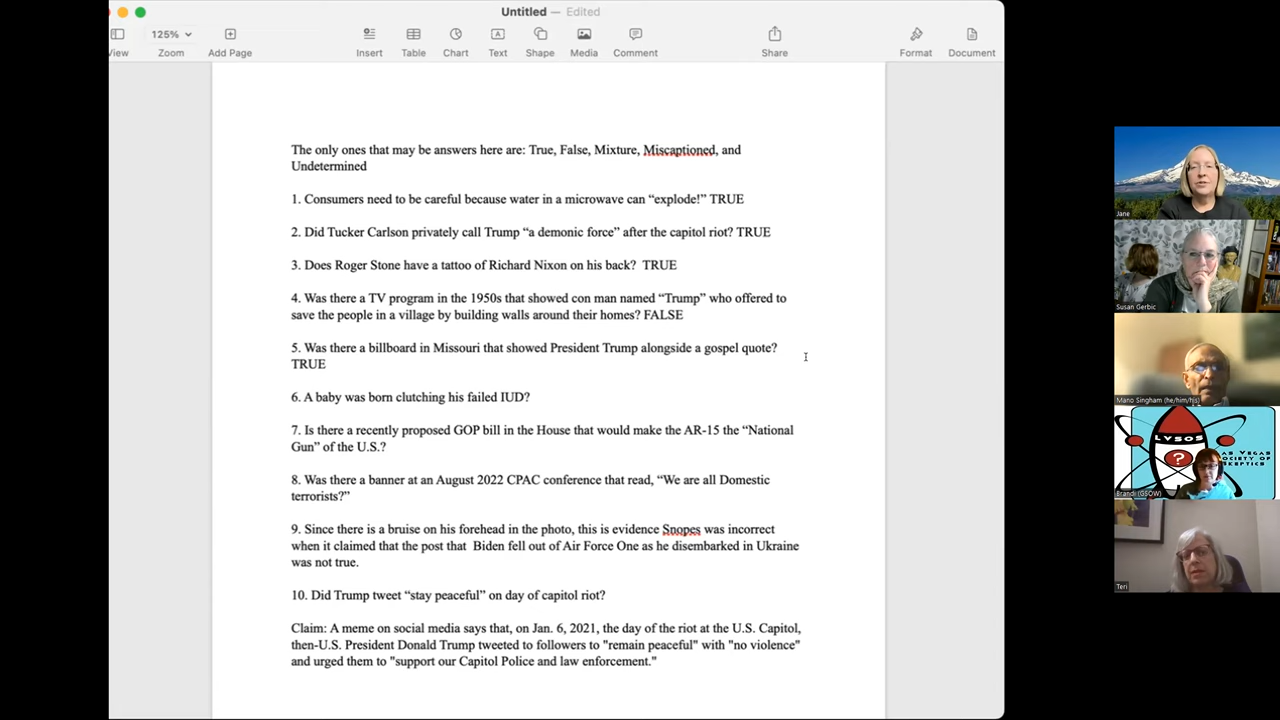 Untitled — Edited
125%
View
Zoom
Add Page
Insert
Table
Chart
Text
Shape
Media
Comment
Share
Format
Document
The only ones that may be answers here are: True, False, Mixture, Miscaptioned, and
Undetermined
1. Consumers need to be careful because water in a microwave can “explode!” TRUE
2. Did Tucker Carlson privately call Trump “a demonic force” after the capitol riot? TRUE
3. Does Roger Stone have a tattoo of Richard Nixon on his back?  TRUE
4. Was there a TV program in the 1950s that showed con man named “Trump” who offered to
save the people in a village by building walls around their homes? FALSE
5. Was there a billboard in Missouri that showed President Trump alongside a gospel quote?
TRUE
6. A baby was born clutching his failed IUD?
7. Is there a recently proposed GOP bill in the House that would make the AR-15 the “National
Gun” of the U.S.?
8. Was there a banner at an August 2022 CPAC conference that read, “We are all Domestic
terrorists?”
9. Since there is a bruise on his forehead in the photo, this is evidence Snopes was incorrect
when it claimed that the post that  Biden fell out of Air Force One as he disembarked in Ukraine
was not true.
10. Did Trump tweet “stay peaceful” on day of capitol riot?
Claim: A meme on social media says that, on Jan. 6, 2021, the day of the riot at the U.S. Capitol,
then-U.S. President Donald Trump tweeted to followers to "remain peaceful" with "no violence"
and urged them to "support our Capitol Police and law enforcement."
Jane
Susan Gerbic
Mano Singham (he/him/his)
LVSOS
?
AS VEGAS
SOCIETY OF
SKEPTICS
Brandi (GSOW)
Teri